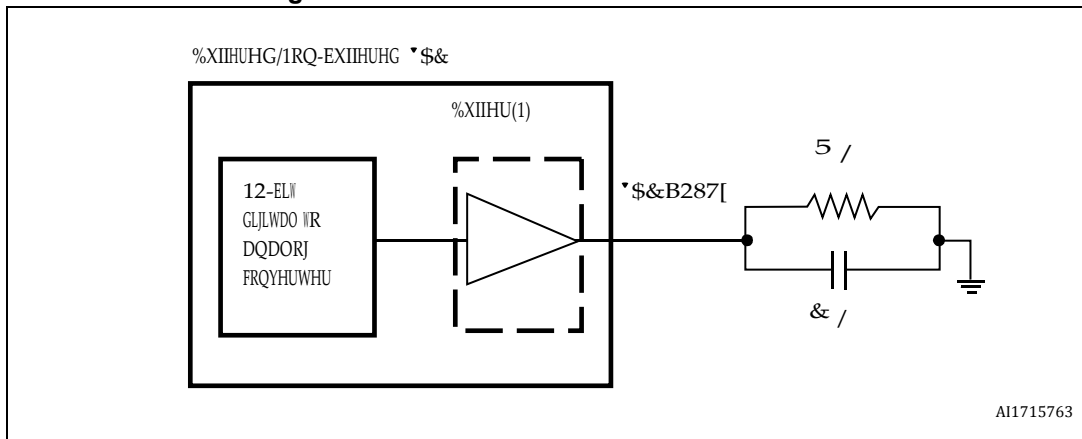 g
%XIIHUHG/1RQ-EXIIHUHG ▾$&
%XIIHU(1)
12-ELW
GLJLWDO WR
DQDORJ
FRQYHUWHU
▾$&B287[
5 /
& /
AI1715763